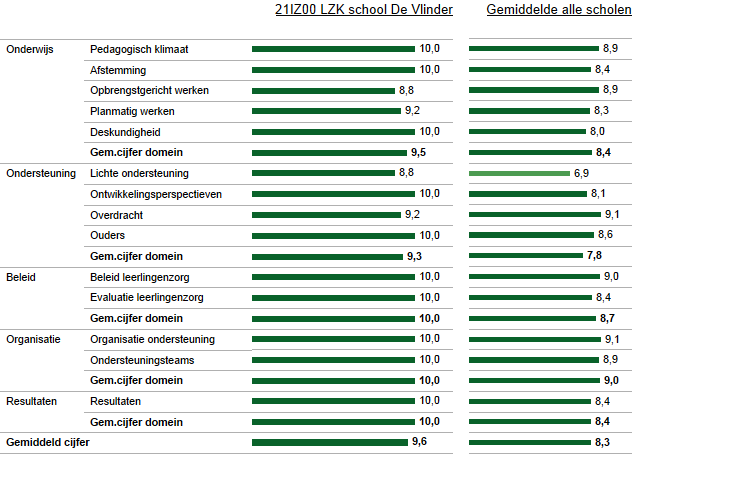 21IZ00 LZK school De Vlinder Gemiddelde alle scholen
Onderwijs Pedagogisch klimaat 10,0 8,9
Afstemming 10,0 8,4
Opbrengstgericht werken 8,8 8,9
Planmatig werken 9,2 8,3
Deskundigheid 10,0 8,0
Gem.cijfer domein 9,5 8,4
Ondersteuning Lichte ondersteuning 8,8 6,9
Ontwikkelingsperspectieven 10,0 8,1
Overdracht 9,2 9,1
Ouders 10,0 8,6
Gem.cijfer domein 9,3 7,8
Beleid Beleid leerlingenzorg 10,0 9,0
Evaluatie leerlingenzorg 10,0 8,4
Gem.cijfer domein 10,0 8,7
Organisatie Organisatie ondersteuning 10,0 9,1
Ondersteuningsteams 10,0 8,9
Gem.cijfer domein 10,0 9,0
Resultaten Resultaten 10,0 8,4
Gem.cijfer domein 10,0 8,4
Gemiddeld cijfer 9,6 8,3